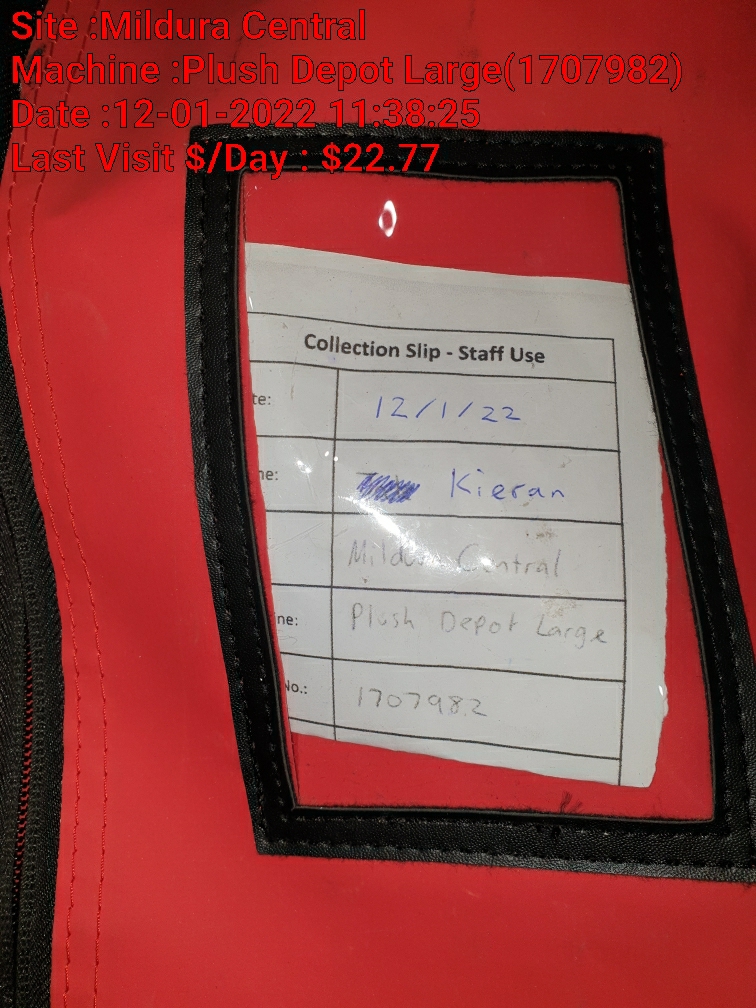 Site :Mildura Central
Machine :Plush Depot Large(1707982)
Date :12-01-2022 11:38:25
Last Visit $/Day : $22.77
Collection Slip - Staff Use
te: 12/1/22
ne: Kieran
Mildura Central
ne: Plush Depot Large
No.: 1707982